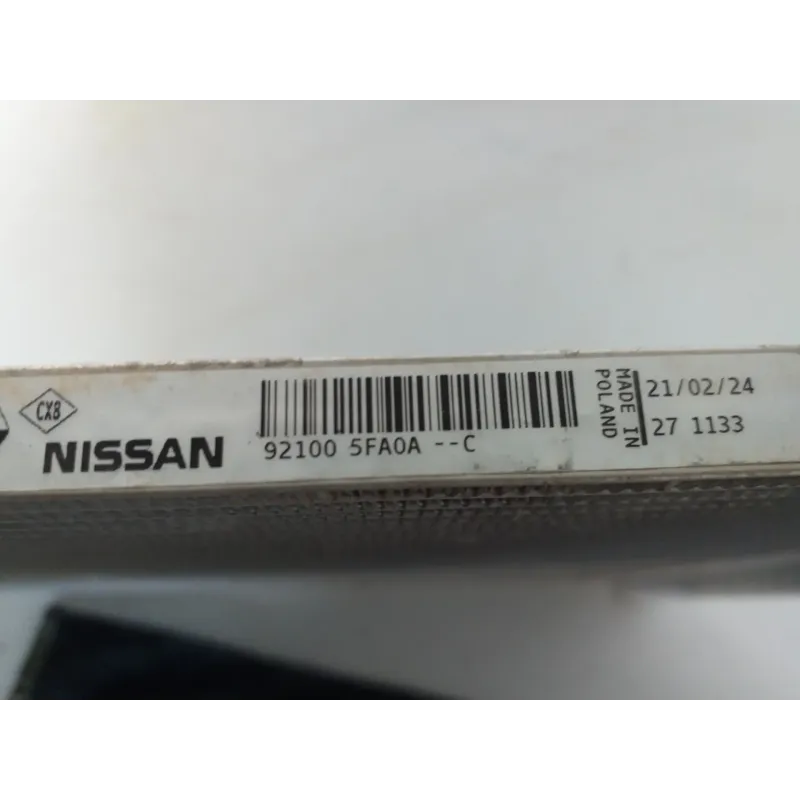 CXB
NISSAN
92100 5FA0A --C
MADE IN
POLAND
21/02/24
27 1133